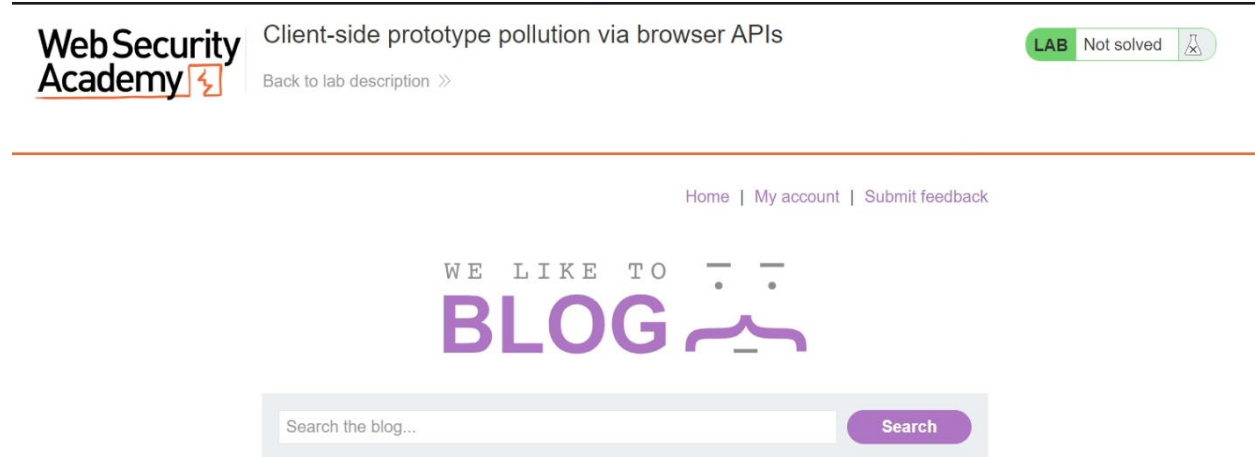 Web Security
Academy
Client-side prototype pollution via browser APIs
Back to lab description
LAB Not solved
Home | My account | Submit feedback
WE LIKE TO
BLOG
Search the blog...
Search